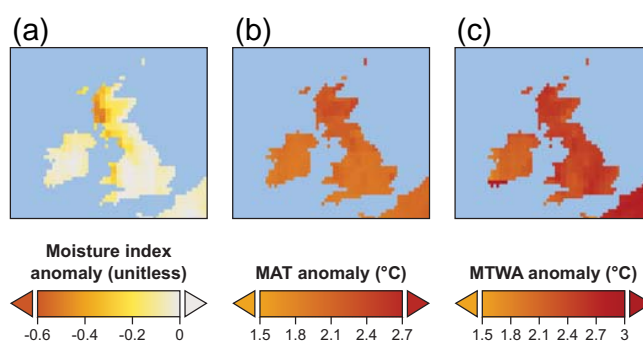 (a) (b) (c)
Moisture index
anomaly (unitless)
-0.6 -0.4 -0.2 0
MAT anomaly (°C)
1.5 1.8 2.1 2.4 2.7
MTWA anomaly (°C)
1.5 1.8 2.1 2.4 2.7 3